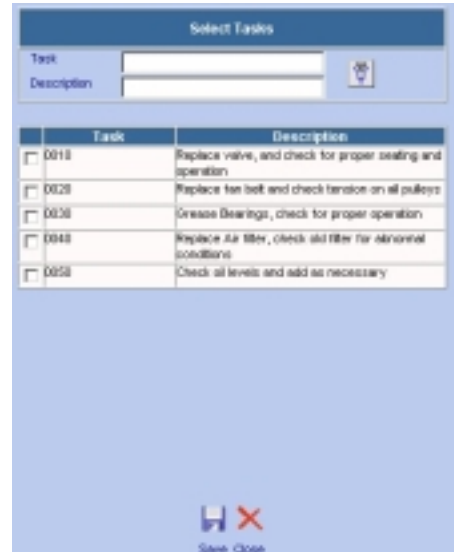 Select Tasks
Task
Description
Task Description
0010 Replace valve, and check for proper seating and
operation
0020 Replace fan belt and check tension on all pulleys
0030 Grease Bearings, check for proper operation
0040 Replace Air filter, check old filter for abnormal
conditions
0050 Check oil levels and add as necessary
Save Close